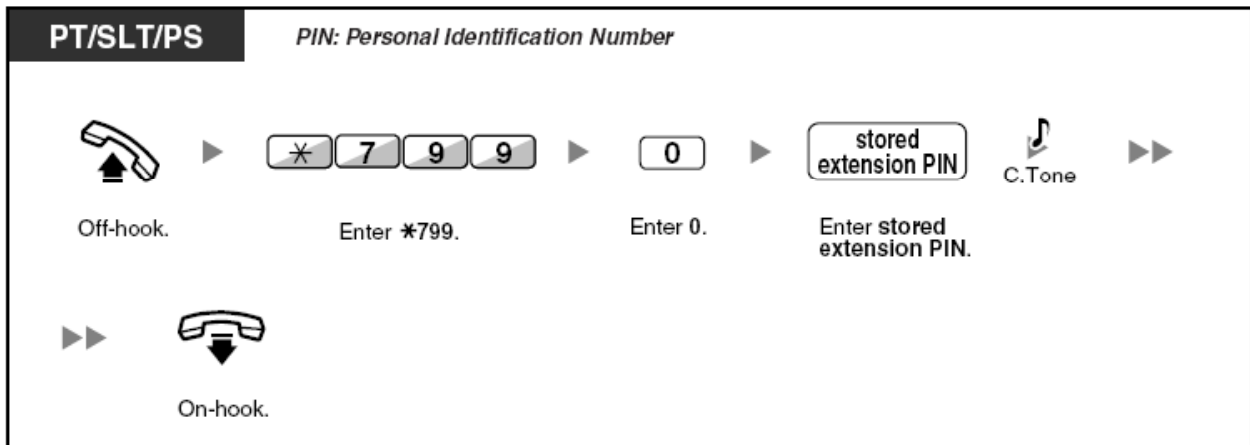 PT/SLT/PS
PIN: Personal Identification Number
* 7 9 9
0
stored
extension PIN
C.Tone
Off-hook.
Enter *799.
Enter 0.
Enter stored
extension PIN.
On-hook.